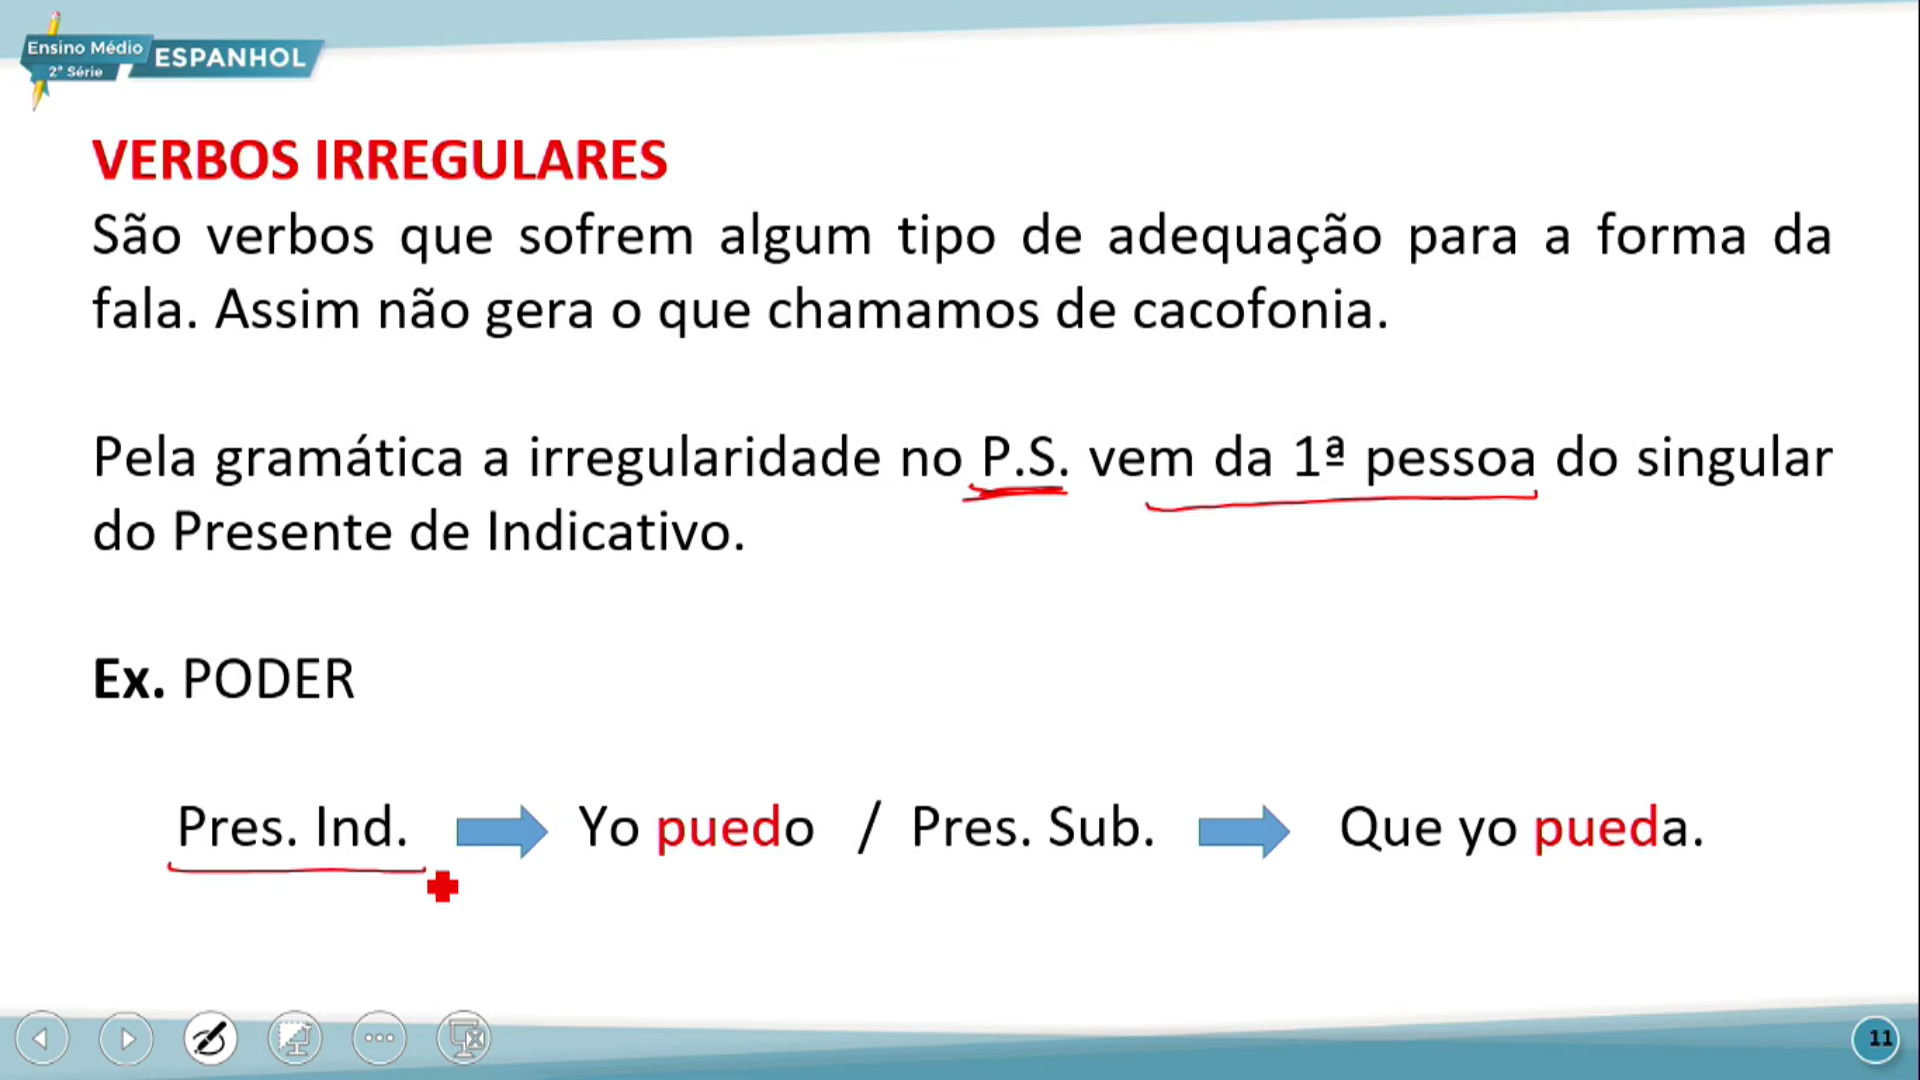 Ensino Médio
2ª Série
ESPANHOL
VERBOS IRREGULARES
São verbos que sofrem algum tipo de adequação para a forma da
fala. Assim não gera o que chamamos de cacofonia.
Pela gramática a irregularidade no P.S. vem da 1ª pessoa do singular
do Presente de Indicativo.
Ex. PODER
Pres. Ind. Yo puedo / Pres. Sub. Que yo pueda.
11